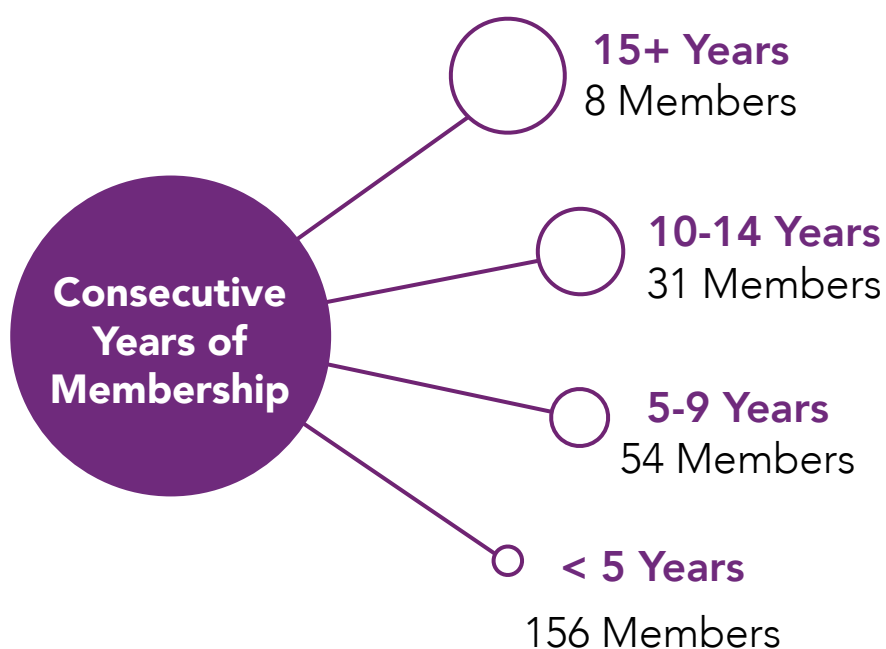 Consecutive
Years of
Membership
15+ Years
8 Members
10-14 Years
31 Members
5-9 Years
54 Members
< 5 Years
156 Members